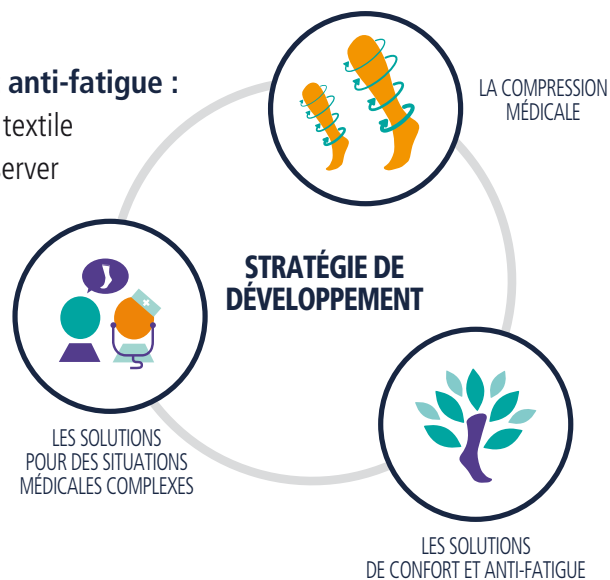 anti-fatigue :
textile
server
LA COMPRESSION
MÉDICALE
STRATÉGIE DE
DÉVELOPPEMENT
LES SOLUTIONS
POUR DES SITUATIONS
MÉDICALES COMPLEXES
LES SOLUTIONS
DE CONFORT ET ANTI-FATIGUE